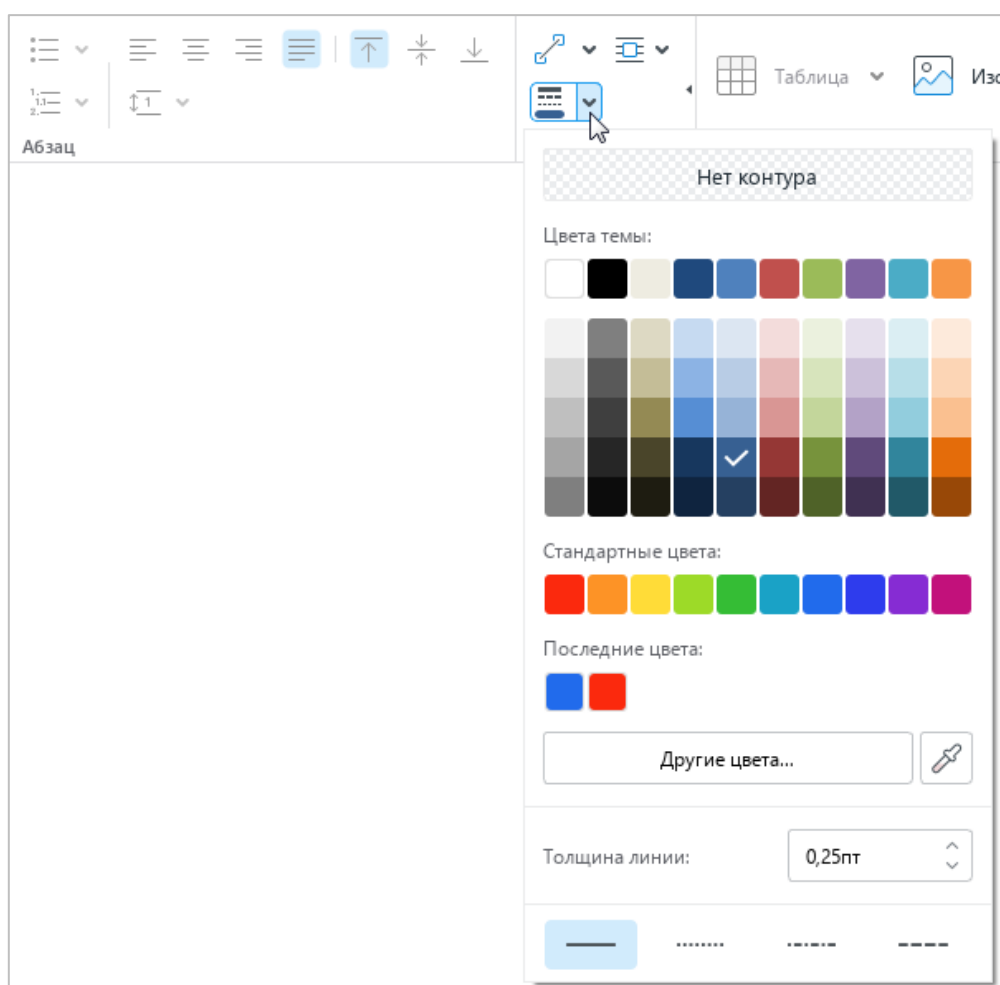 Таблица
Изо
Абзац
Нет контура
Цвета темы:
Стандартные цвета:
Последние цвета:
Другие цвета...
Толщина линии:
0,25пт